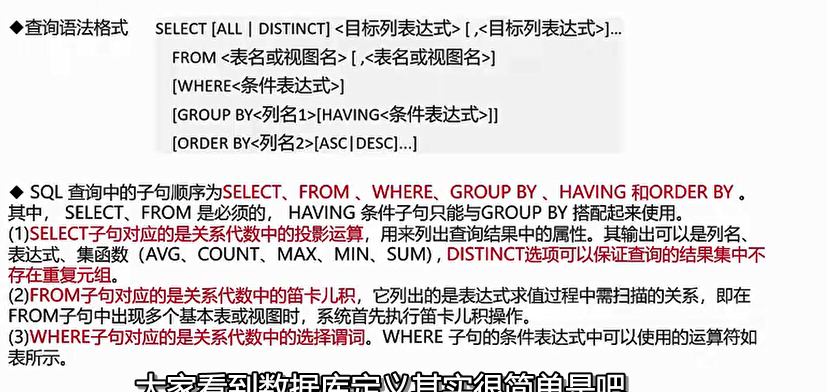 ◆查询语法格式 SELECT [ALL | DISTINCT] <目标列表达式> [ ,<目标列表达式>]...
FROM <表名或视图名> [ ,<表名或视图名>]
[WHERE<条件表达式>]
[GROUP BY<列名1>[HAVING<条件表达式>]]
[ORDER BY<列名2>[ASC|DESC]...]
◆ SQL 查询中的子句顺序为SELECT、FROM 、WHERE、GROUP BY 、HAVING 和ORDER BY 。
其中， SELECT、FROM 是必须的， HAVING 条件子句只能与GROUP BY 搭配起来使用。
(1)SELECT子句对应的是关系代数中的投影运算，用来列出查询结果中的属性。其输出可以是列名、
表达式、集函数（AVG、COUNT、MAX、MIN、SUM)，DISTINCT选项可以保证查询的结果集中不
存在重复元组。
(2)FROM子句对应的是关系代数中的笛卡儿积，它列出的是表达式求值过程中需扫描的关系，即在
FROM子句中出现多个基本表或视图时，系统首先执行笛卡儿积操作。
(3)WHERE子句对应的是关系代数中的选择谓词。WHERE 子句的条件表达式中可以使用的运算符如
表所示。
大家看到数据库定义其实很简单是吧